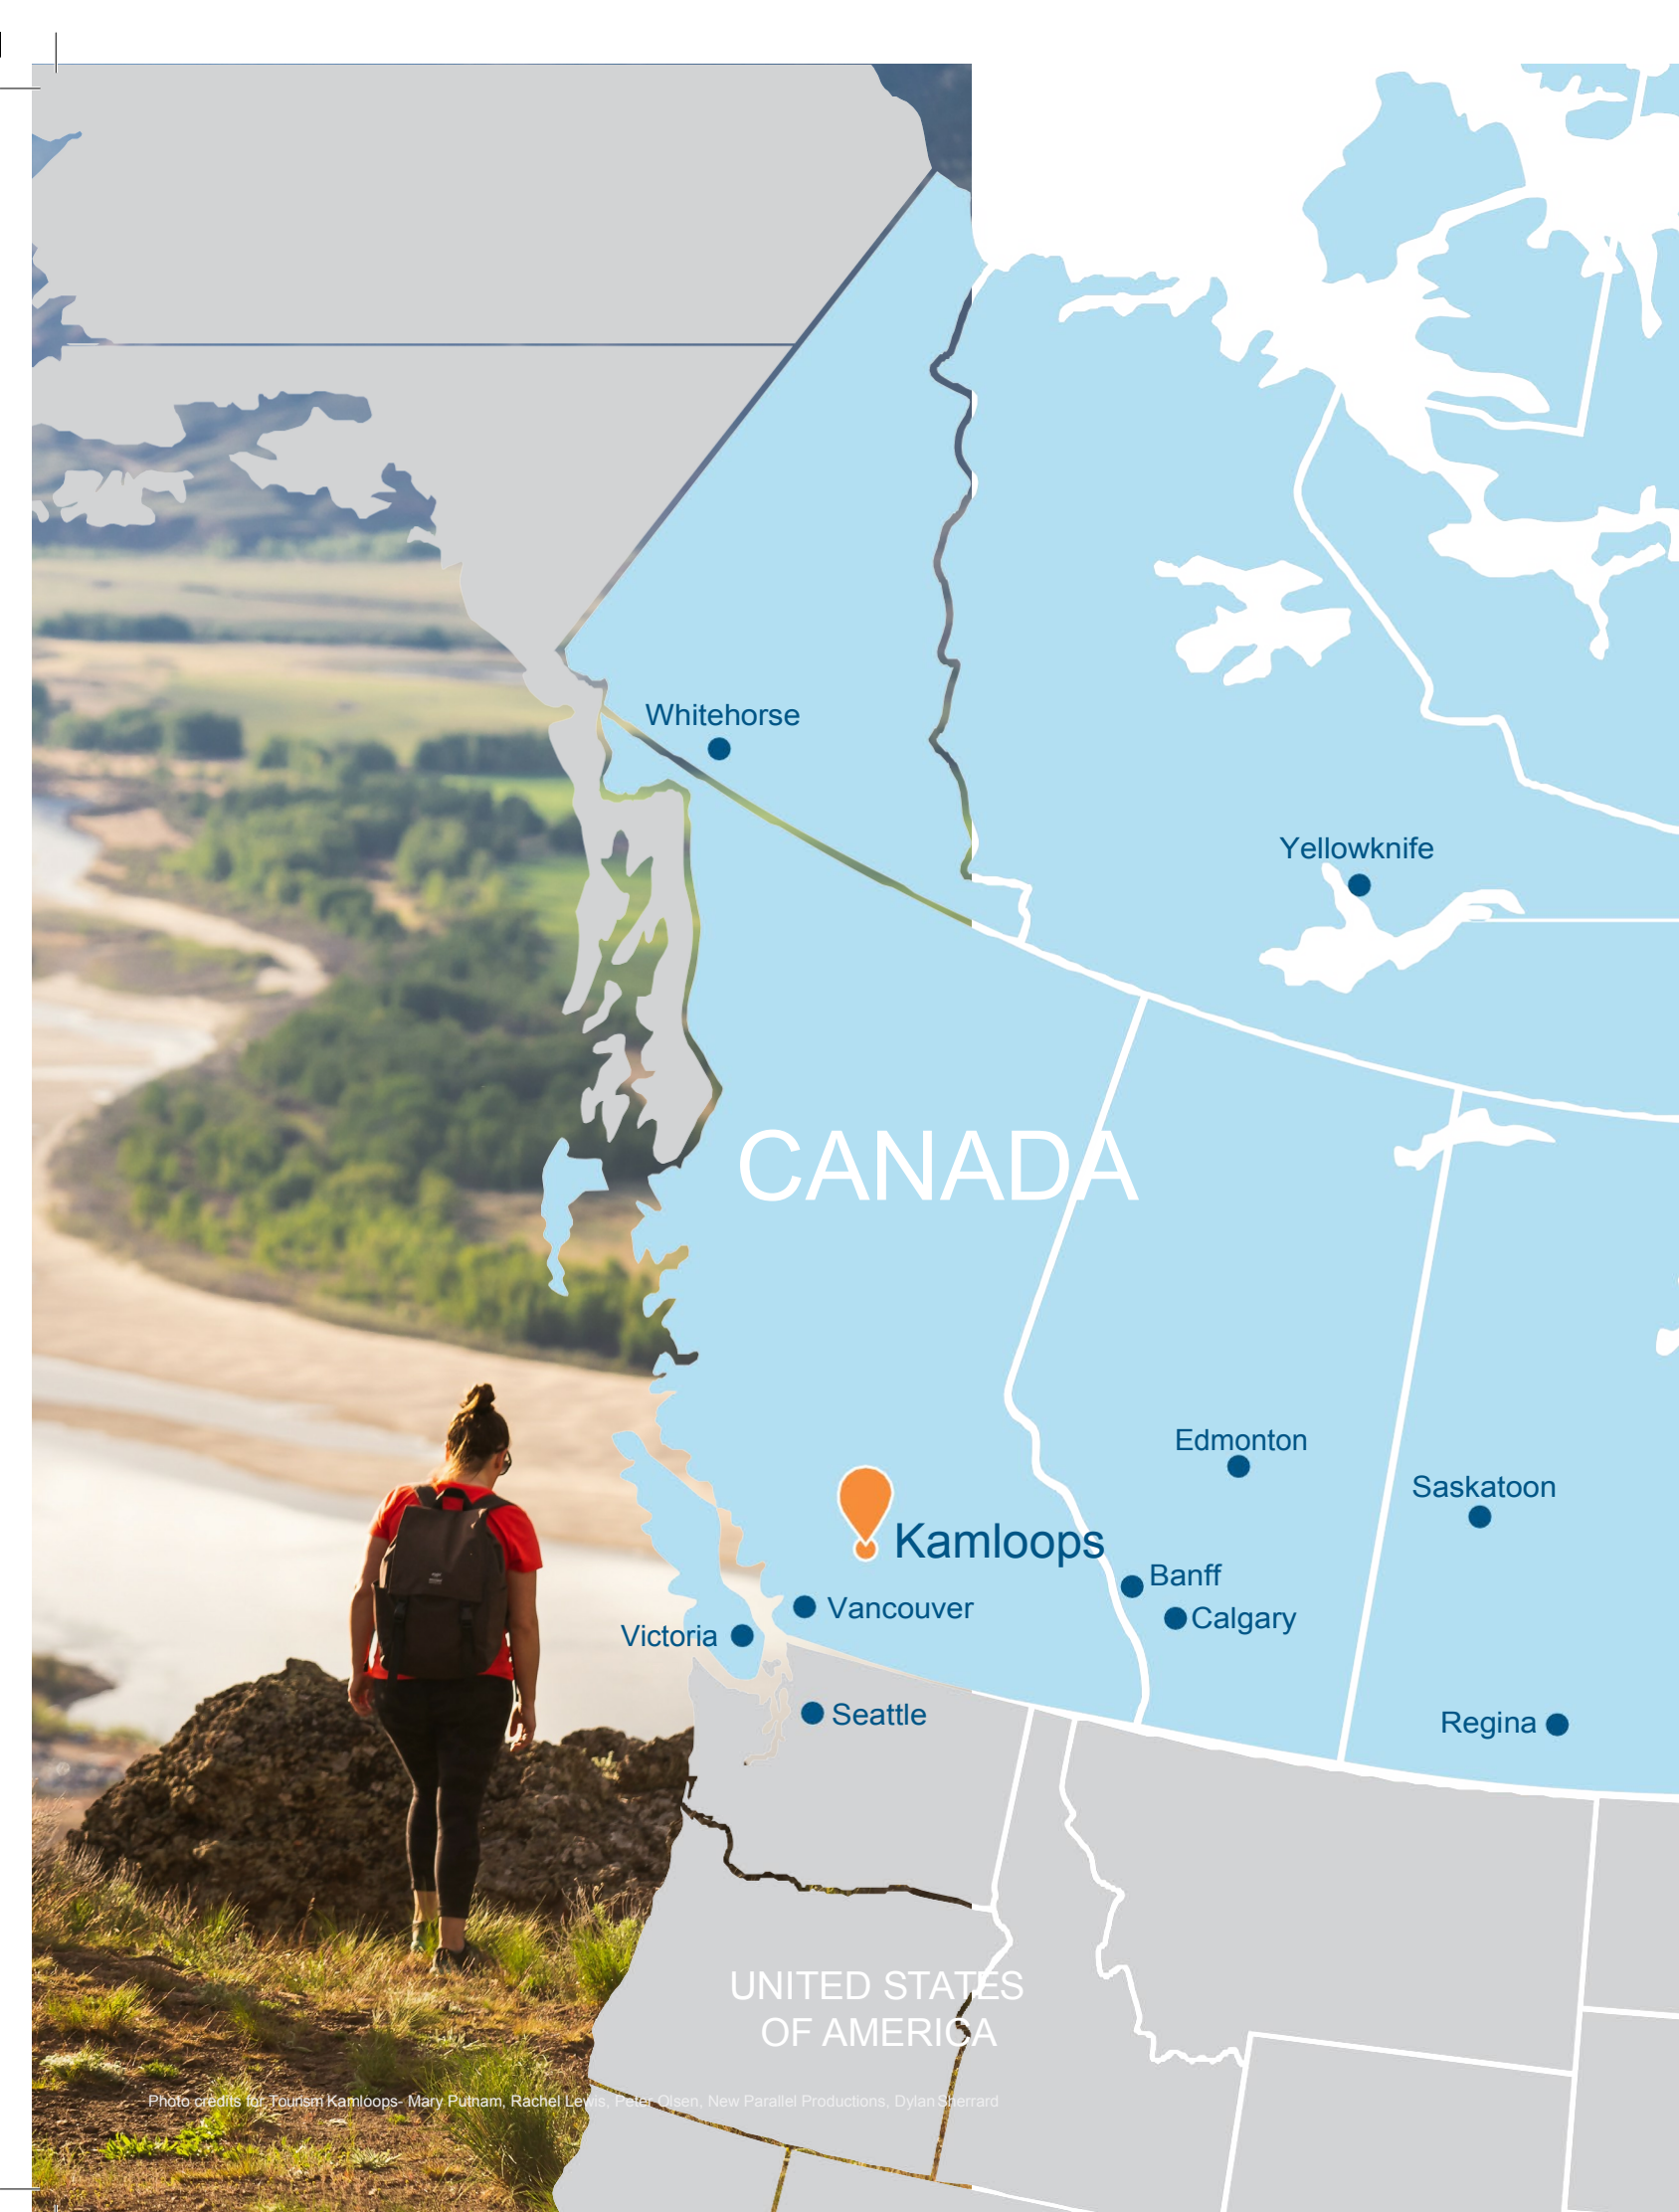 Whitehorse
Yellowknife
CANADA
Edmonton
Saskatoon
Kamloops
Banff
Vancouver
Calgary
Victoria
Seattle
Regina
UNITED STATES
OF AMERICA
Photo credits for Tourism Kamloops- Mary Putnam, Rachel Lewis, Peter Olsen, New Parallel Productions, Dylan Sherrard